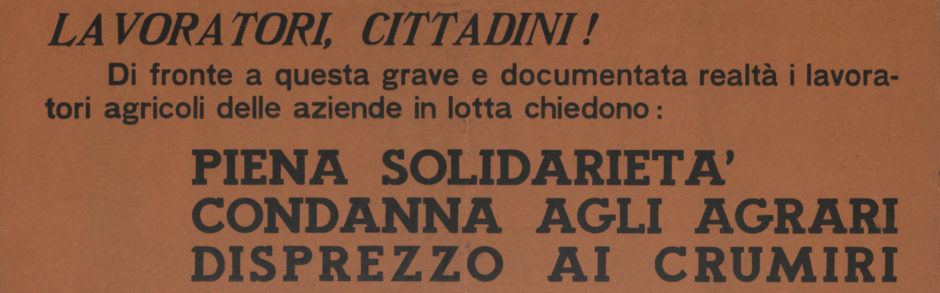 LAVORATORI, CITTADINI!
Di fronte a questa grave e documentata realtà i lavora-
tori agricoli delle aziende in lotta chiedono:
PIENA SOLIDARIETA'
CONDANNA AGLI AGRARI
DISPREZZO AI CRUMIRI